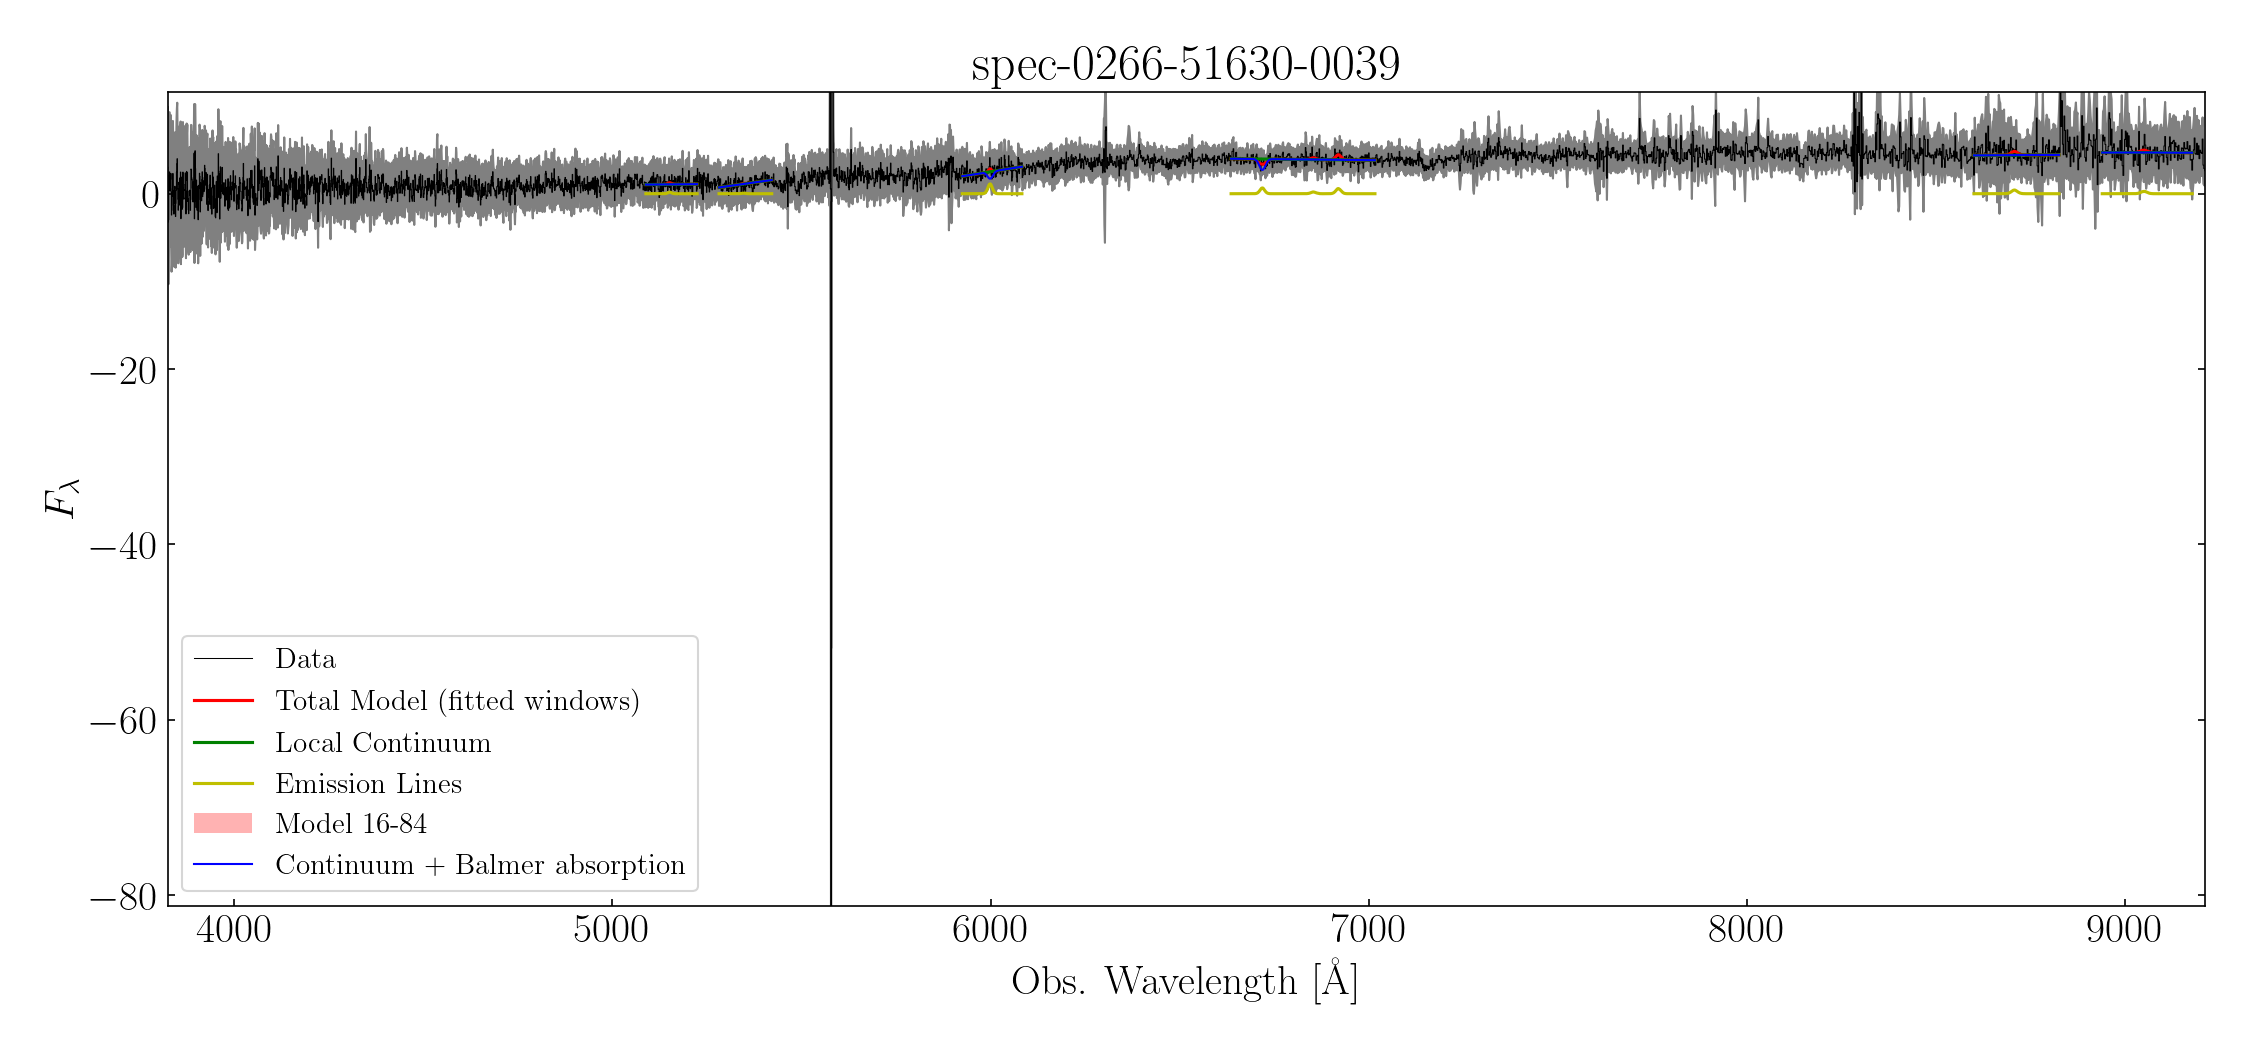 spec-0266-51630-0039
0
−20
−40
−60
−80
F_λ
Data
Total Model (fitted windows)
Local Continuum
Emission Lines
Model 16-84
Continuum + Balmer absorption
4000 5000 6000 7000 8000 9000
Obs. Wavelength [Å]